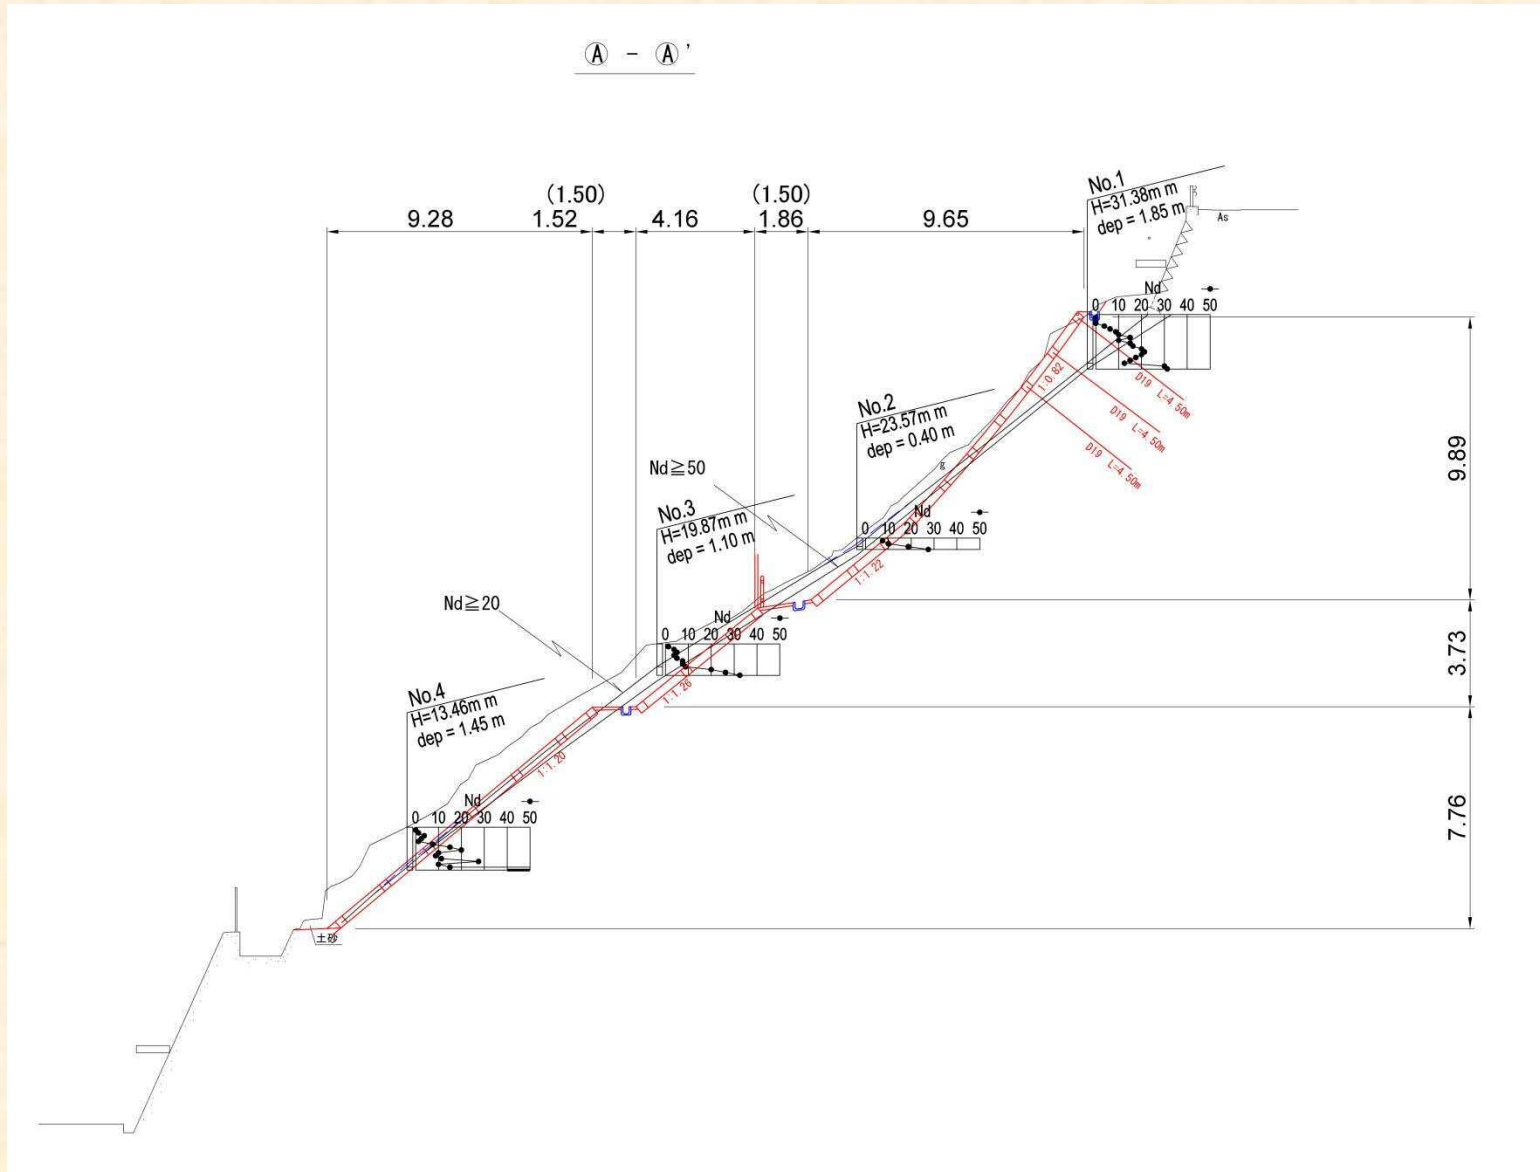 Ⓐ - Ⓐ'
(1.50)
(1.50)
9.28
1.52
4.16
1.86
9.65
No.1
H=31.38m m
dep = 1.85 m
As
Nd
0 10 20 30 40 50
1:0.82
D19 L=4.50m
D19 L=4.50m
D19 L=4.50m
9.89
No.2
H=23.57m m
dep = 0.40 m
g
Nd≧50
Nd
0 10 20 30 40 50
1:1.22
No.3
H=19.87m m
dep = 1.10 m
Nd≧20
Nd
0 10 20 30 40 50
1:1.26
3.73
No.4
H=13.46m m
dep = 1.45 m
1:1.20
Nd
0 10 20 30 40 50
7.76
土砂